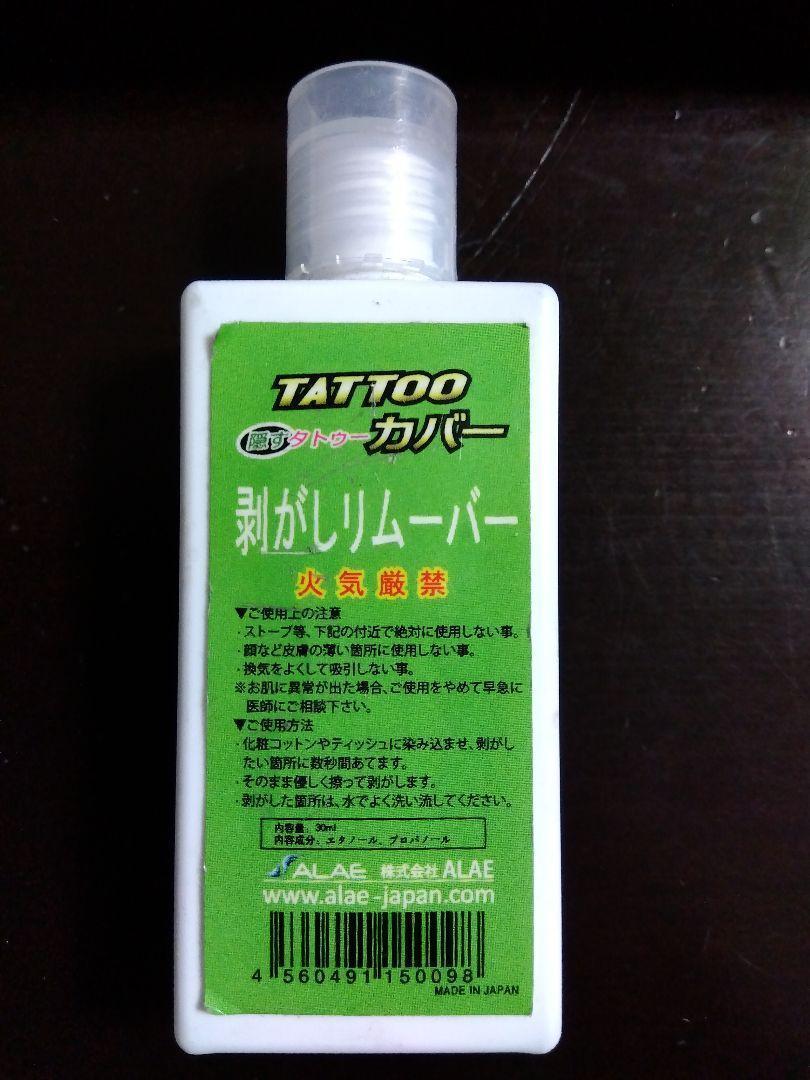 TATTOO
隠すタトゥーカバー
剥がしリムーバー
火気厳禁
▼ご使用上の注意
・ストーブ等、下記の付近で絶対に使用しない事。
・顔など皮膚の薄い箇所に使用しない事。
・換気をよくして吸引しない事。
※お肌に異常が出た場合、ご使用をやめて早急に
医師にご相談下さい。
▼ご使用方法
・化粧コットンやティッシュに染み込ませ、剥がし
たい箇所に数秒間あてます。
・そのまま優しく擦って剥がします。
・剥がした箇所は、水でよく洗い流してください。
内容量：30ml
内容成分：エタノール、プロパノール
ALAE 株式会社ALAE
www.alae-japan.com
4 560491 150098
MADE IN JAPAN